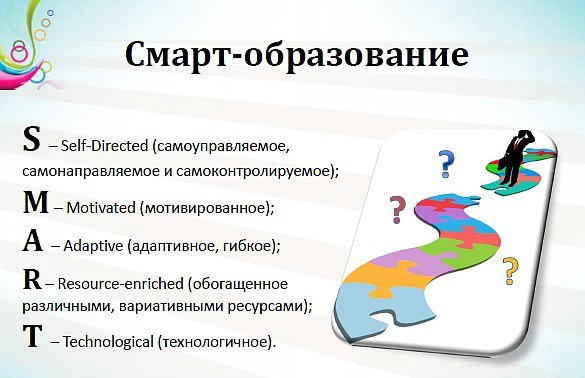 Смарт-образование
S – Self-Directed (самоуправляемое,
самонаправляемое и самоконтролируемое);
M – Motivated (мотивированное);
A – Adaptive (адаптивное, гибкое);
R – Resource-enriched (обогащенное
различными, вариативными ресурсами);
T – Technological (технологичное).
?
?
?